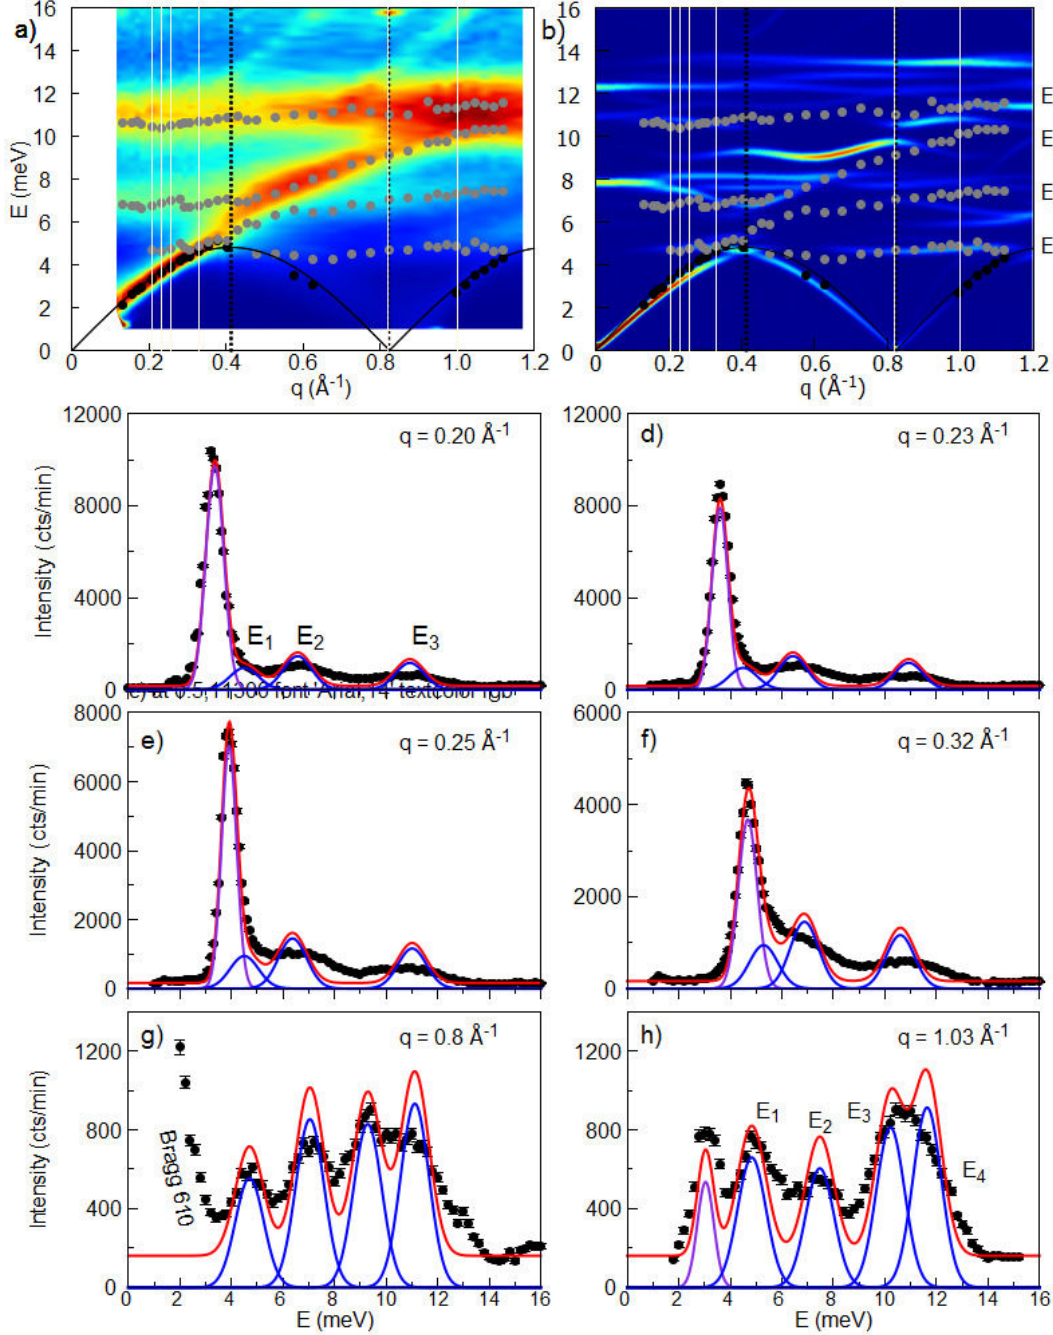 a)
16
14
12
10
8
6
4
2
0
E (meV)
0 0.2 0.4 0.6 0.8 1.0 1.2
q (Å-1)
b)
16
14
12
10
8
6
4
2
0
E
E
E
E
0 0.2 0.4 0.6 0.8 1.0 1.2
q (Å-1)
12000
8000
4000
0
Intensity (cts/min)
q = 0.20 Å-1
E1 E2 E3
d)
q = 0.23 Å-1
8000
6000
4000
2000
0
Intensity (cts/min)
e)
q = 0.25 Å-1
6000
4000
2000
0
f)
q = 0.32 Å-1
1200
800
400
0
Intensity (cts/min)
g)
q = 0.8 Å-1
Bragg 610
0 2 4 6 8 10 12 14 16
E (meV)
1200
800
400
0
h)
q = 1.03 Å-1
E1 E2 E3 E4
0 2 4 6 8 10 12 14 16
E (meV)